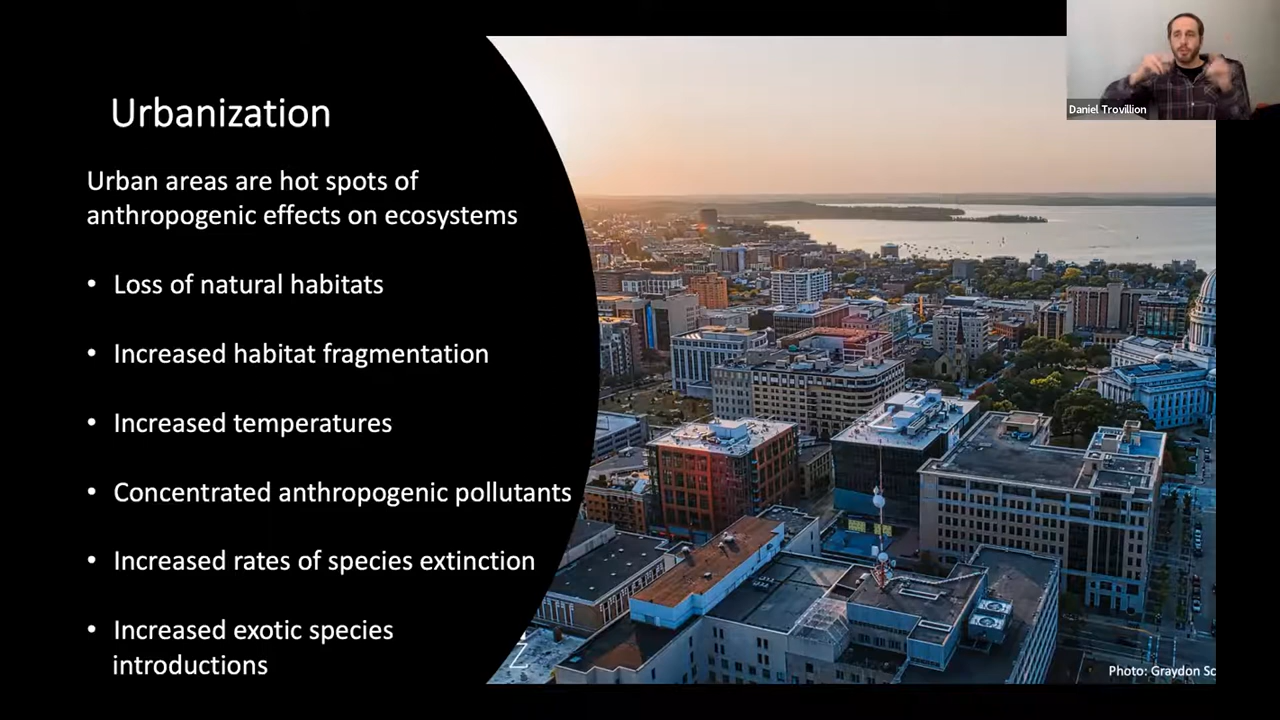 Urbanization
Urban areas are hot spots of
anthropogenic effects on ecosystems
• Loss of natural habitats
• Increased habitat fragmentation
• Increased temperatures
• Concentrated anthropogenic pollutants
• Increased rates of species extinction
• Increased exotic species
introductions
Daniel Trovillion
Photo: Graydon Sc